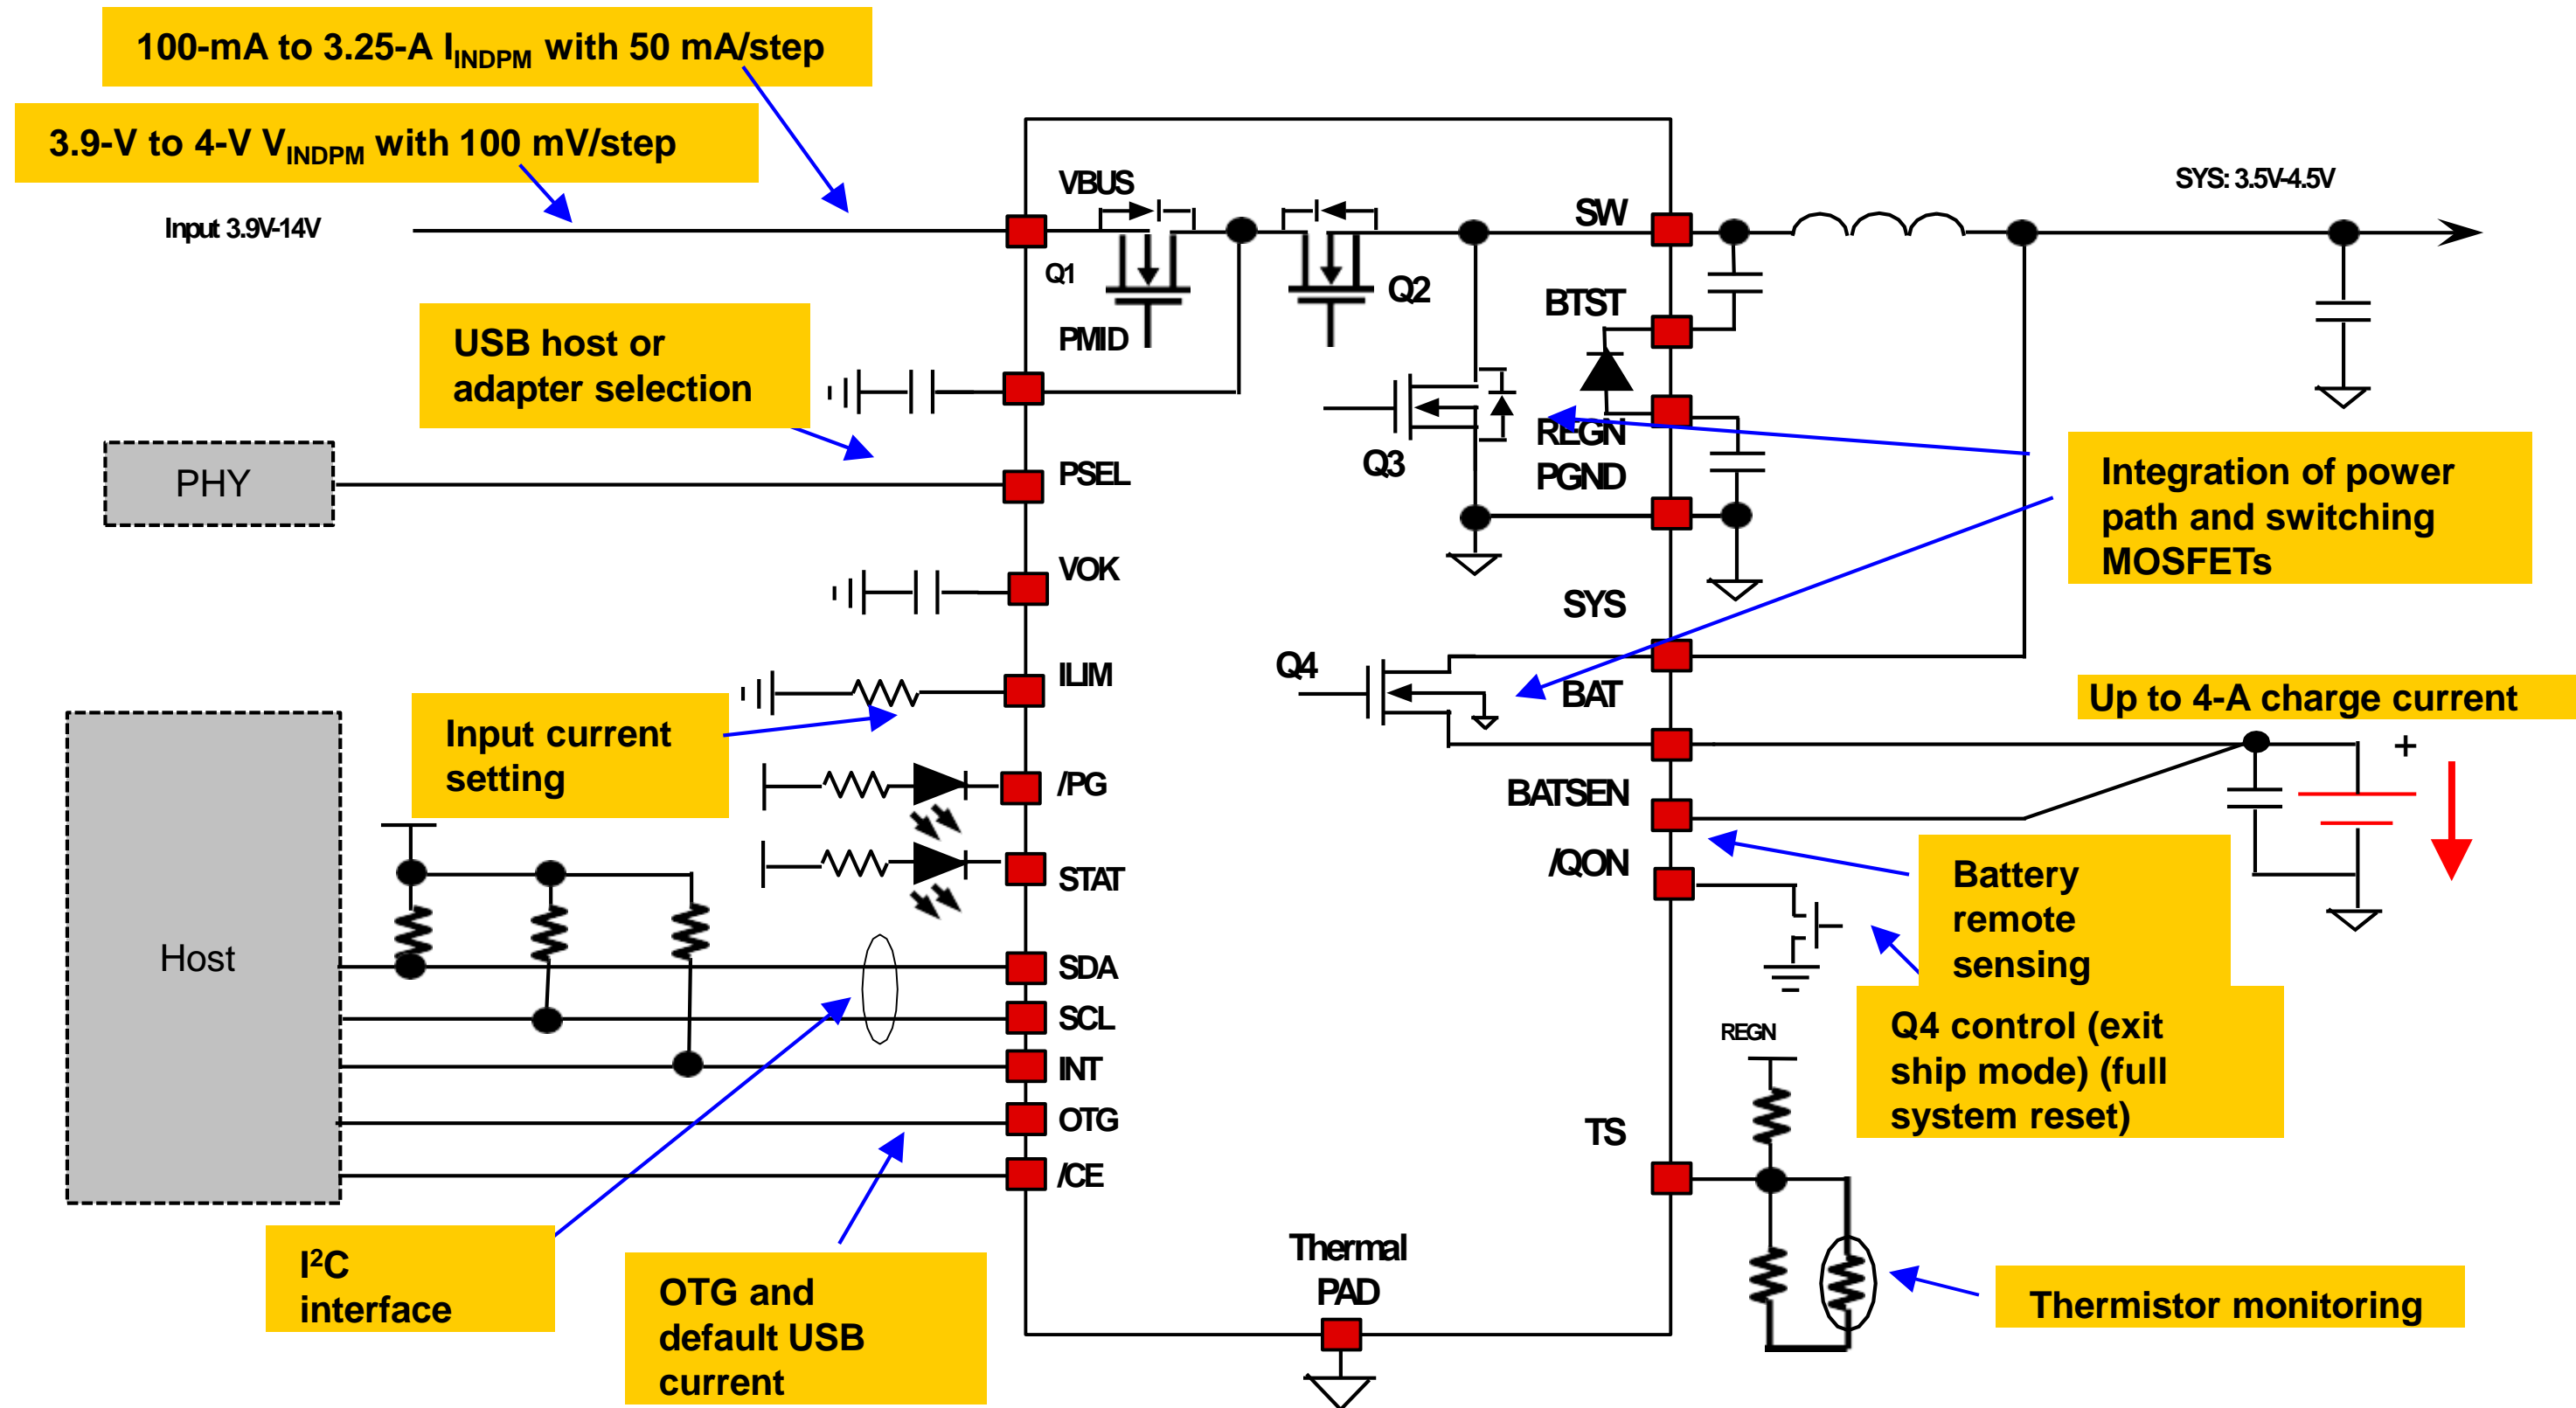 100-mA to 3.25-A IINDPM with 50 mA/step
3.9-V to 4-V VINDPM with 100 mV/step
Input 3.9V-14V
VBUS
SW
SYS: 3.5V-4.5V
Q1
Q2
BTST
PMID
USB host or
adapter selection
Q3
REGN
PGND
PHY
PSEL
Integration of power
path and switching
MOSFETs
VOK
SYS
Q4
ILIM
BAT
Up to 4-A charge current
Input current
setting
+
/PG
BATSEN
STAT
/QON
Battery
remote
sensing
Host
SDA
SCL
INT
OTG
/CE
REGN
Q4 control (exit
ship mode) (full
system reset)
TS
I²C
interface
OTG and
default USB
current
Thermal
PAD
Thermistor monitoring